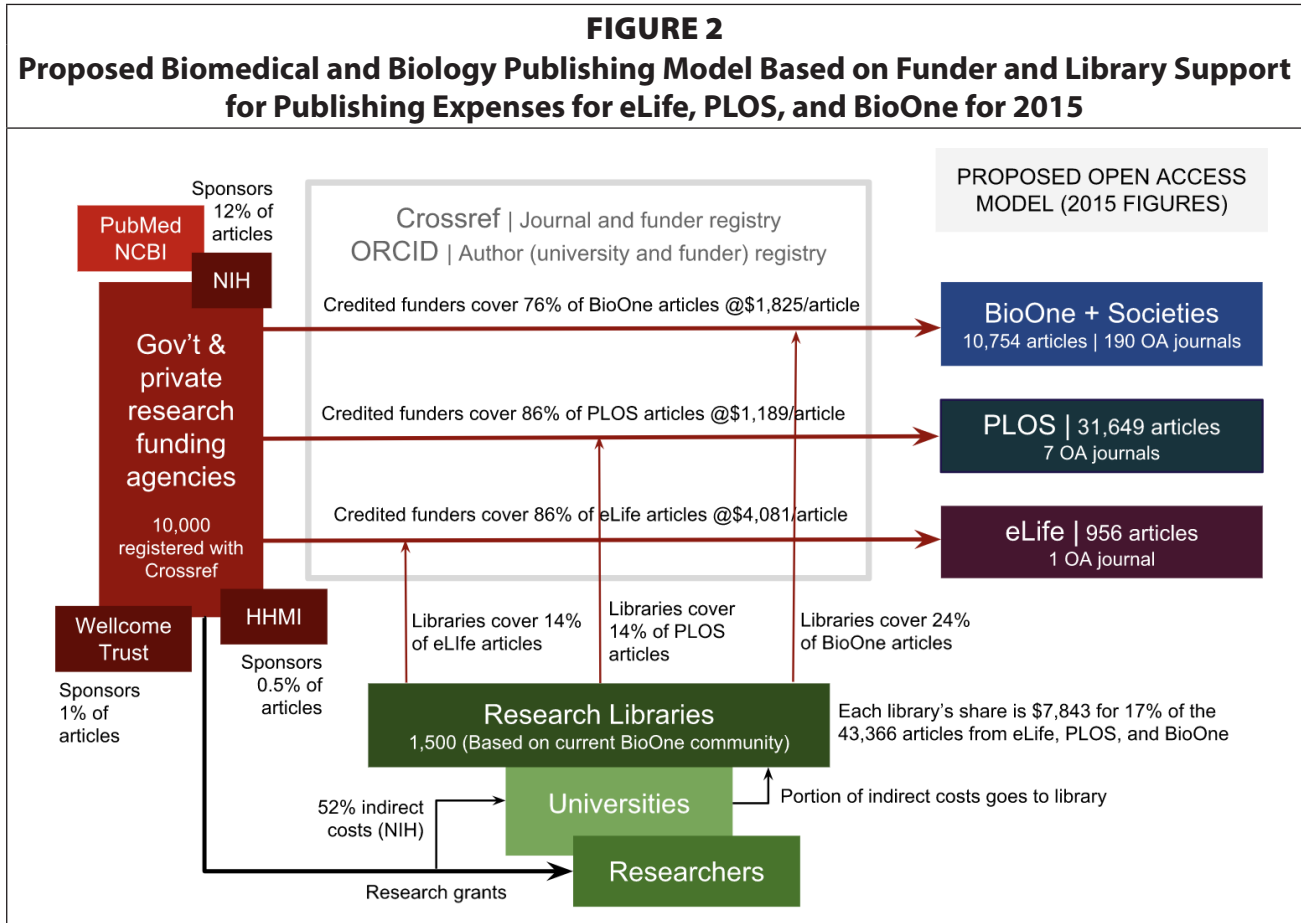 FIGURE 2
Proposed Biomedical and Biology Publishing Model Based on Funder and Library Support
for Publishing Expenses for eLife, PLOS, and BioOne for 2015
Sponsors
12% of
articles
PubMed
NCBI
NIH
Crossref | Journal and funder registry
ORCID | Author (university and funder) registry
PROPOSED OPEN ACCESS
MODEL (2015 FIGURES)
Gov't &
private
research
funding
agencies
10,000
registered with
Crossref
Credited funders cover 76% of BioOne articles @$1,825/article
BioOne + Societies
10,754 articles | 190 OA journals
Credited funders cover 86% of PLOS articles @$1,189/article
PLOS | 31,649 articles
7 OA journals
Credited funders cover 86% of eLife articles @$4,081/article
eLife | 956 articles
1 OA journal
Wellcome
Trust
HHMI
Sponsors
1% of
articles
Sponsors
0.5% of
articles
Libraries cover 14%
of eLIfe articles
Libraries cover
14% of PLOS
articles
Libraries cover 24%
of BioOne articles
Research Libraries
1,500 (Based on current BioOne community)
Each library's share is $7,843 for 17% of the
43,366 articles from eLife, PLOS, and BioOne
52% indirect
costs (NIH)
Universities
Portion of indirect costs goes to library
Researchers
Research grants